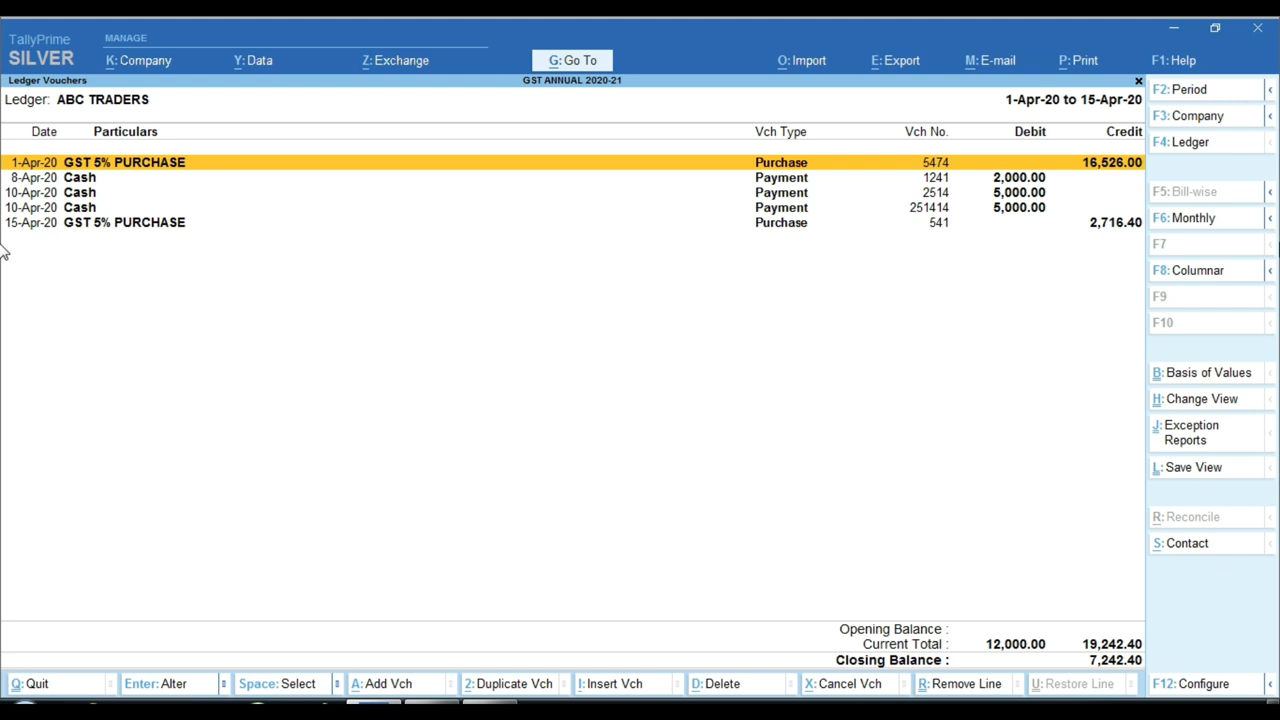 TallyPrime
SILVER
MANAGE
K: Company Y: Data Z: Exchange G: Go To O: Import E: Export M: E-mail P: Print F1: Help
Ledger Vouchers GST ANNUAL 2020-21
Ledger: ABC TRADERS 1-Apr-20 to 15-Apr-20
Date Particulars Vch Type Vch No. Debit Credit
1-Apr-20 GST 5% PURCHASE Purchase 5474 16,526.00
8-Apr-20 Cash Payment 1241 2,000.00
10-Apr-20 Cash Payment 2514 5,000.00
10-Apr-20 Cash Payment 251414 5,000.00
15-Apr-20 GST 5% PURCHASE Purchase 541 2,716.40
Opening Balance :
Current Total : 12,000.00 19,242.40
Closing Balance : 7,242.40
F2: Period
F3: Company
F4: Ledger
F5: Bill-wise
F6: Monthly
F7
F8: Columnar
F9
F10
B: Basis of Values
H: Change View
J: Exception
Reports
L: Save View
R: Reconcile
S: Contact
Q: Quit Enter: Alter Space: Select A: Add Vch 2: Duplicate Vch I: Insert Vch D: Delete X: Cancel Vch R: Remove Line U: Restore Line F12: Configure